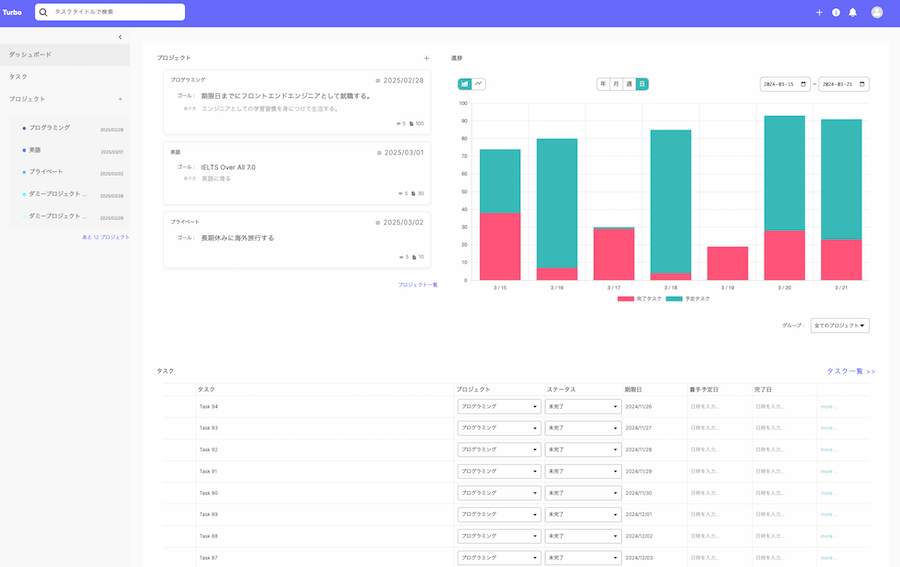 Turbo
タスクタイトルで検索
ダッシュボード
タスク
プロジェクト
プログラミング 2025/02/28
英語 2025/03/01
プライベート 2025/03/02
ダミープロジェクト ... 2025/03/28
ダミープロジェクト ... 2025/03/28
あと 12 プロジェクト
プロジェクト
プログラミング 2025/02/28
ゴール : 期限日までにフロントエンドエンジニアとして就職する。
エンジニアとしての学習習慣を身につけて生活する。
5 100
英語 2025/03/01
ゴール : IELTS Over All 7.0
英語に浸る
5 30
プライベート 2025/03/02
ゴール : 長期休みに海外旅行する
5 10
プロジェクト一覧
進捗
年 月 週 日
2024-03-15 ~ 2024-03-21
100
90
80
70
60
50
40
30
20
10
0
3 / 15 3 / 16 3 / 17 3 / 18 3 / 19 3 / 20 3 / 21
完了タスク 予定タスク
グループ : 全てのプロジェクト
タスク
タスク一覧 >>
タスク プロジェクト ステータス 期限日 着手予定日 完了日
Task 94 プログラミング 未完了 2024/11/26 日時を入力... 日時を入力... more ...
Task 93 プログラミング 未完了 2024/11/27 日時を入力... 日時を入力... more ...
Task 92 プログラミング 未完了 2024/11/28 日時を入力... 日時を入力... more ...
Task 91 プログラミング 未完了 2024/11/29 日時を入力... 日時を入力... more ...
Task 90 プログラミング 未完了 2024/11/30 日時を入力... 日時を入力... more ...
Task 89 プログラミング 未完了 2024/12/01 日時を入力... 日時を入力... more ...
Task 88 プログラミング 未完了 2024/12/02 日時を入力... 日時を入力... more ...
Task 87 プログラミング 未完了 2024/12/03 日時を入力... 日時を入力... more ...